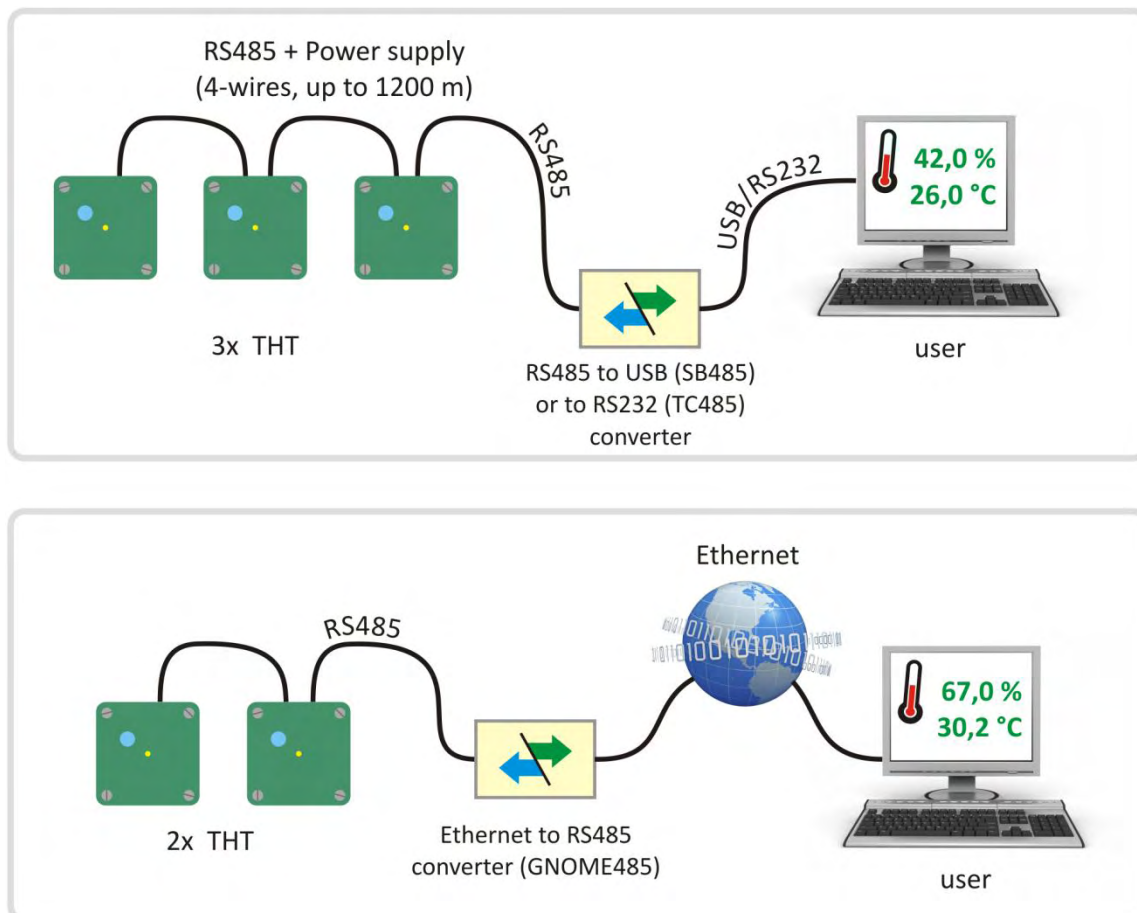 RS485 + Power supply
(4-wires, up to 1200 m)
RS485
USB/RS232
42,0 %
26,0 °C
3x THT
user
RS485 to USB (SB485)
or to RS232 (TC485)
converter
Ethernet
RS485
67,0 %
30,2 °C
2x THT
Ethernet to RS485
converter (GNOME485)
user